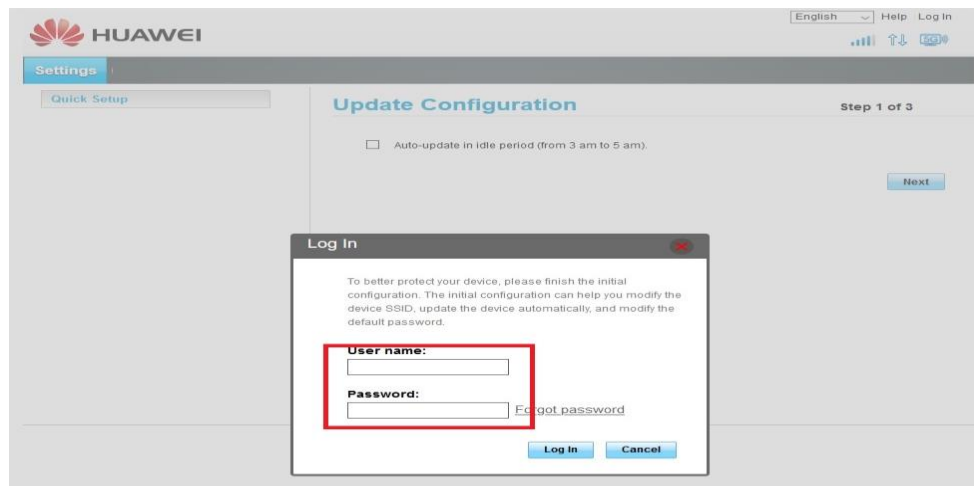 English Help Log In
HUAWEI
Settings
Quick Setup
Update Configuration
Step 1 of 3
Auto-update in idle period (from 3 am to 5 am).
Next
Log In
To better protect your device, please finish the initial
configuration. The initial configuration can help you modify the
device SSID, update the device automatically, and modify the
default password.
User name:
Password:
Forgot password
Log In Cancel